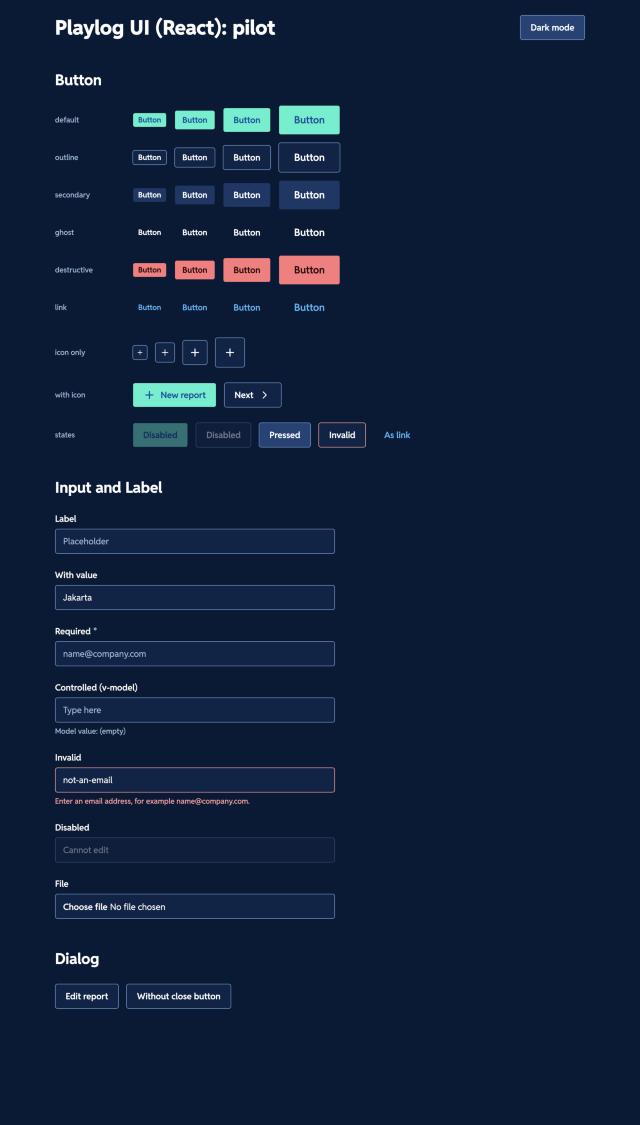 Playlog UI (React): pilot
Dark mode
Button
default Button Button Button Button
outline Button Button Button Button
secondary Button Button Button Button
ghost Button Button Button Button
destructive Button Button Button Button
link Button Button Button Button
icon only + + + +
with icon + New report Next >
states Disabled Disabled Pressed Invalid As link
Input and Label
Label
Placeholder
With value
Jakarta
Required *
name@company.com
Controlled (v-model)
Type here
Model value: (empty)
Invalid
not-an-email
Enter an email address, for example name@company.com.
Disabled
Cannot edit
File
Choose file No file chosen
Dialog
Edit report Without close button